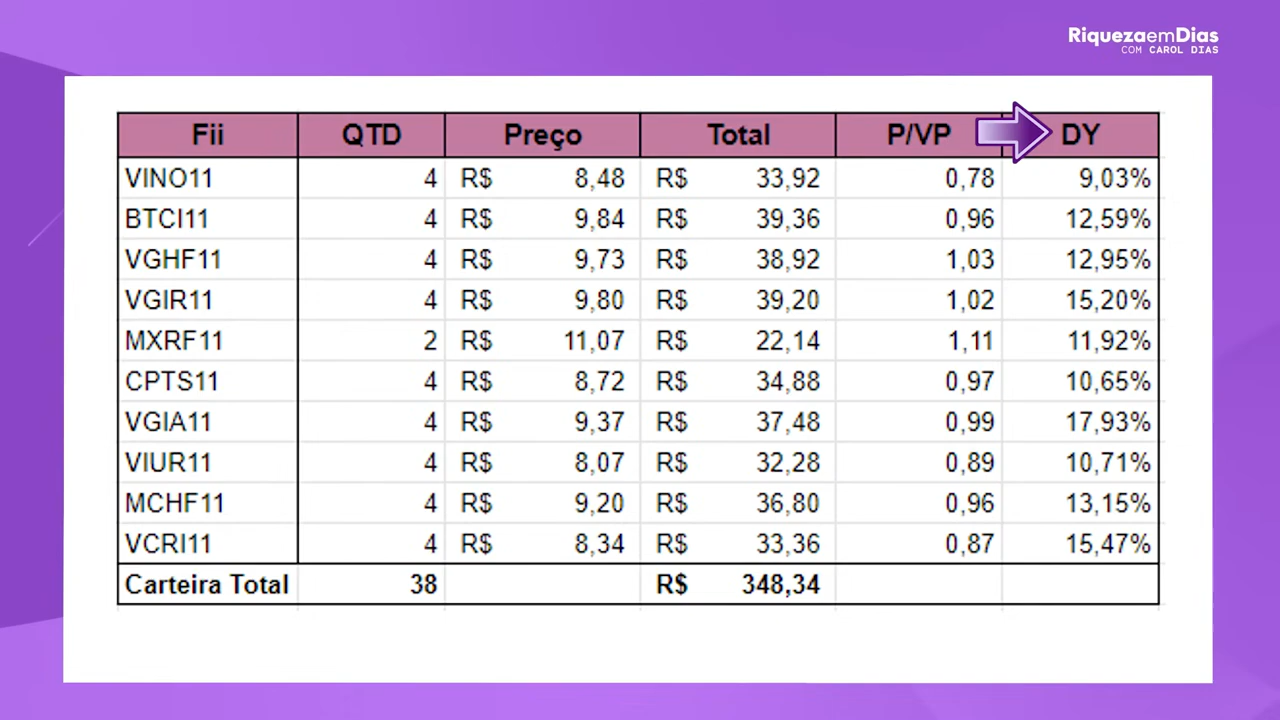 RiquezaemDias
COM CAROL DIAS
Fii QTD Preço Total P/VP DY
VINO11 4 R$ 8,48 R$ 33,92 0,78 9,03%
BTCI11 4 R$ 9,84 R$ 39,36 0,96 12,59%
VGHF11 4 R$ 9,73 R$ 38,92 1,03 12,95%
VGIR11 4 R$ 9,80 R$ 39,20 1,02 15,20%
MXRF11 2 R$ 11,07 R$ 22,14 1,11 11,92%
CPTS11 4 R$ 8,72 R$ 34,88 0,97 10,65%
VGIA11 4 R$ 9,37 R$ 37,48 0,99 17,93%
VIUR11 4 R$ 8,07 R$ 32,28 0,89 10,71%
MCHF11 4 R$ 9,20 R$ 36,80 0,96 13,15%
VCRI11 4 R$ 8,34 R$ 33,36 0,87 15,47%
Carteira Total 38 R$ 348,34